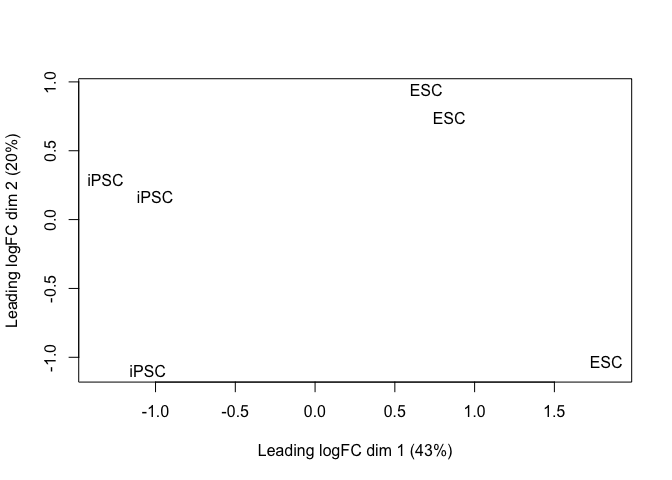 Leading logFC dim 2 (20%)
1.0
0.5
0.0
-0.5
-1.0
ESC
ESC
iPSC
iPSC
iPSC
ESC
-1.0 -0.5 0.0 0.5 1.0 1.5
Leading logFC dim 1 (43%)